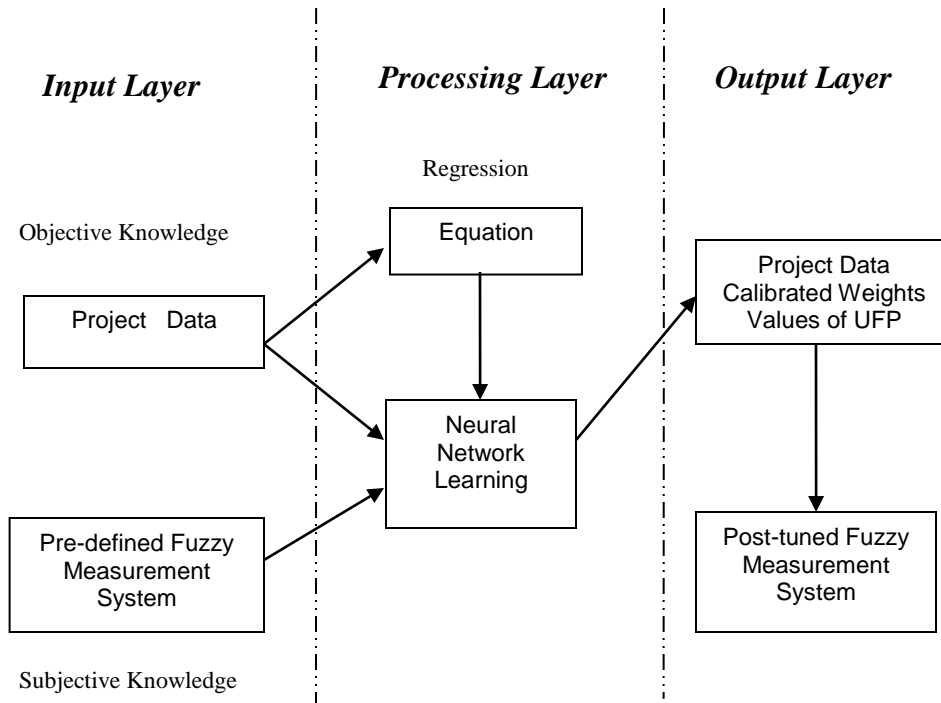 Input Layer
Processing Layer
Output Layer
Regression
Objective Knowledge
Equation
Project Data
Project Data
Calibrated Weights
Values of UFP
Neural
Network
Learning
Pre-defined Fuzzy
Measurement
System
Post-tuned Fuzzy
Measurement
System
Subjective Knowledge